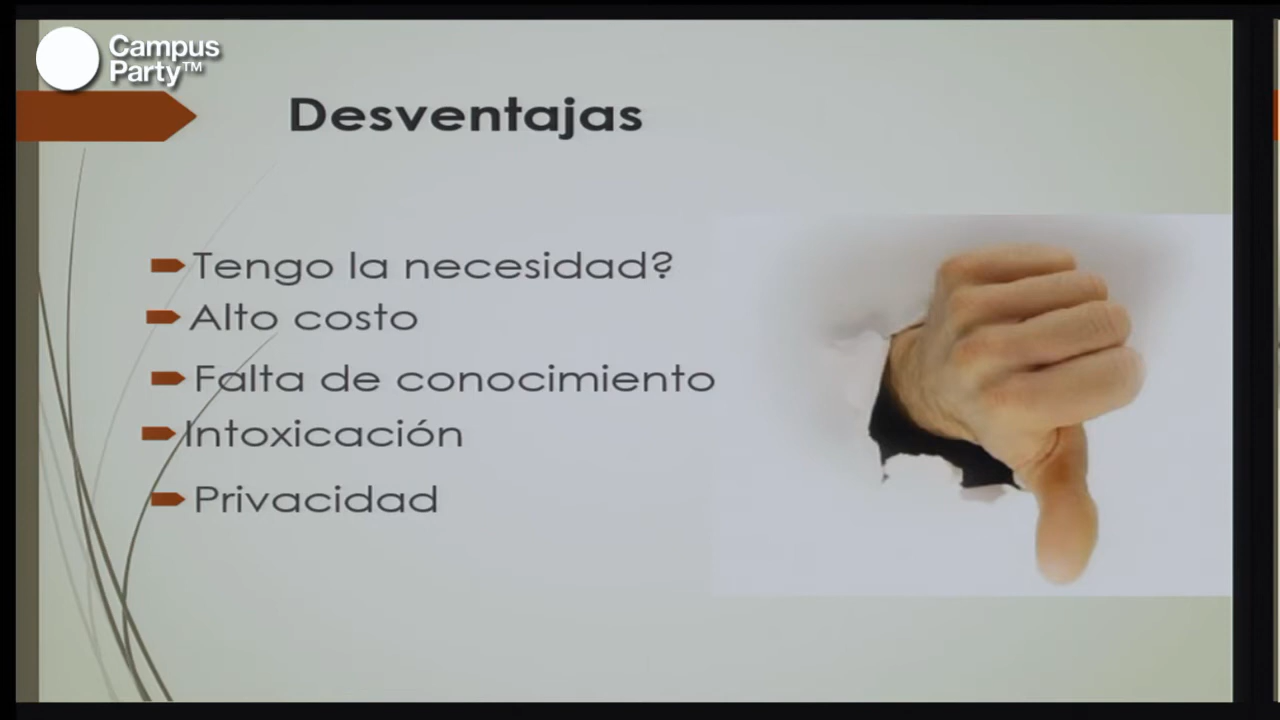 Campus
Party™
Desventajas
Tengo la necesidad?
Alto costo
Falta de conocimiento
Intoxicación
Privacidad